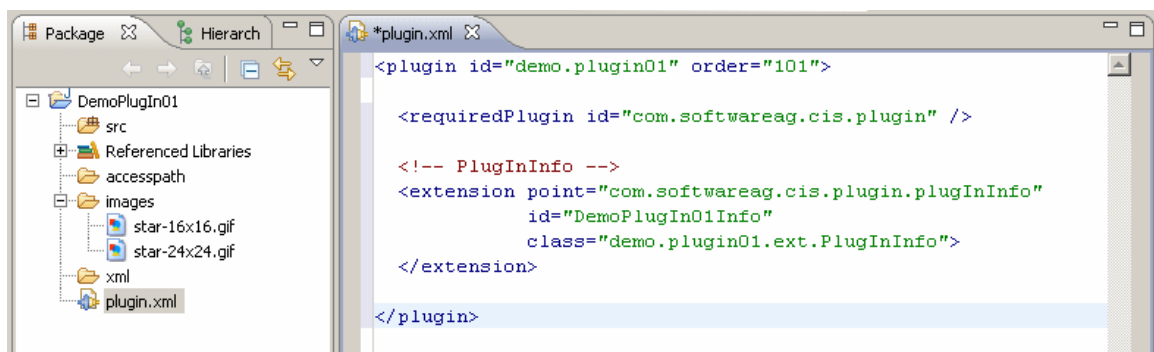 Package
Hierarch
DemoPlugIn01
src
Referenced Libraries
accesspath
images
star-16x16.gif
star-24x24.gif
xml
plugin.xml
*plugin.xml
<plugin id="demo.plugin01" order="101">
<requiredPlugin id="com.softwareag.cis.plugin" />
<!-- PlugInInfo -->
<extension point="com.softwareag.cis.plugin.plugInInfo"
id="DemoPlugIn01Info"
class="demo.plugin01.ext.PlugInInfo">
</extension>
</plugin>